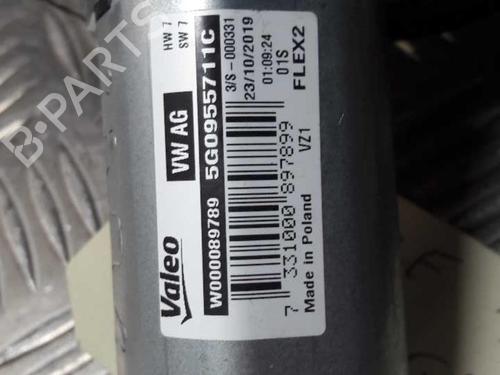 HW 7
SW 7
VW AG
Valeo
W000089789
5G0955711C
3/S-000331
23/10/2019
01:09:24
01S
FLEX2
7 331000 897899
VZ1
Made in Poland